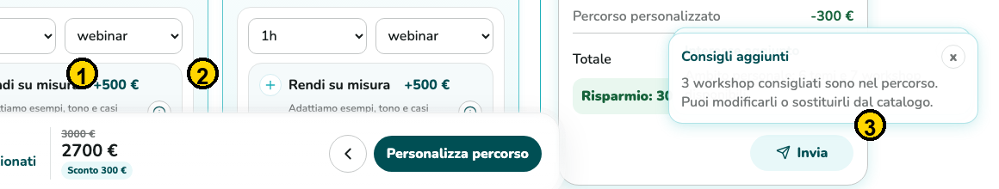 webinar
1h
webinar
Percorso personalizzato -300 €
Totale
Consigli aggiunti x
3 workshop consigliati sono nel percorso.
Puoi modificarli o sostituirli dal catalogo.
Risparmio: 30
1
2
3
ndi su misura +500 €
+ Rendi su misura +500 €
ttiamo esempi, tono e casi
Adattiamo esempi, tono e casi
ionati
3000 €
2700 €
Sconto 300 €
Personalizza percorso
Invia